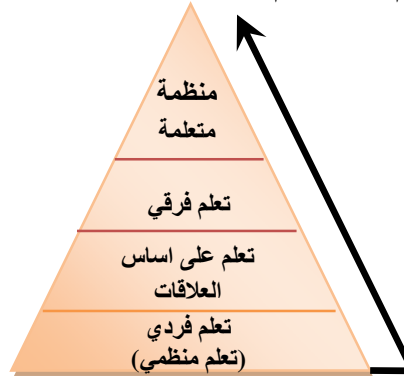 منظمة
متعلمة
تعلم فرقي
تعلم على اساس
العلاقات
تعلم فردي
(تعلم منظمي)